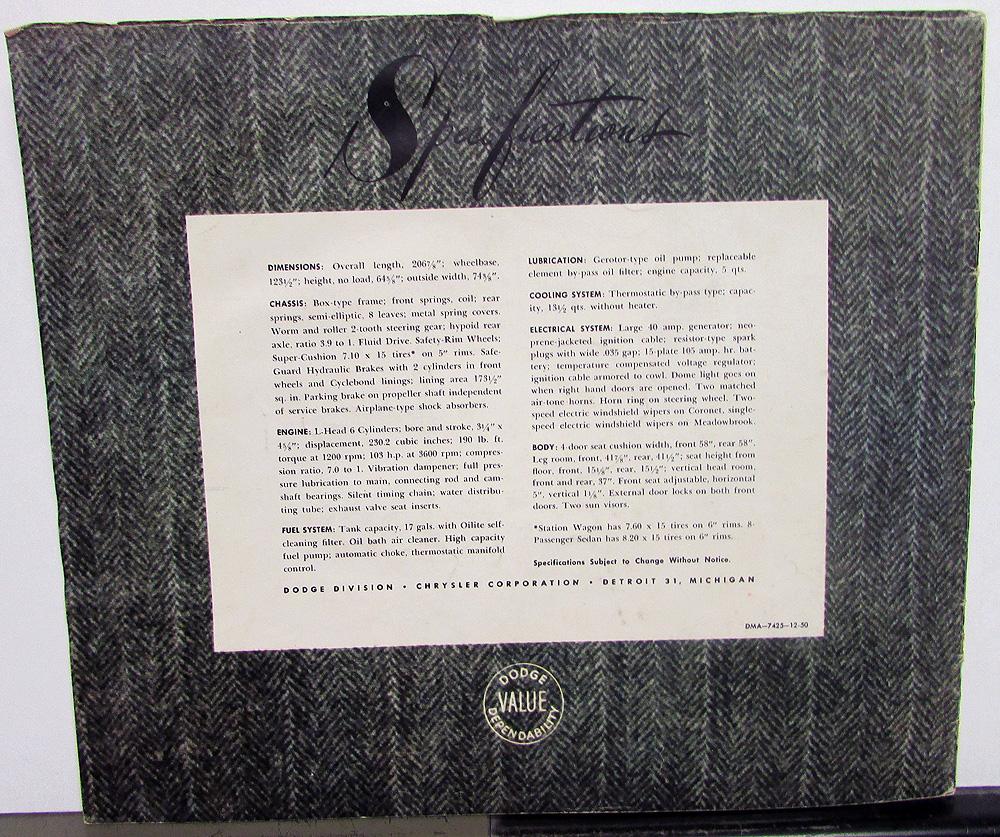 Specifications
DIMENSIONS: Overall length, 206⅞"; wheelbase,
123½"; height, no load, 64⅝"; outside width, 74⅜".
CHASSIS: Box-type frame; front springs, coil; rear
springs, semi-elliptic, 8 leaves; metal spring covers.
Worm and roller 2-tooth steering gear; hypoid rear
axle, ratio 3.9 to 1. Fluid Drive. Safety-Rim Wheels;
Super-Cushion 7.10 x 15 tires* on 5" rims. Safe-
Guard Hydraulic Brakes with 2 cylinders in front
wheels and Cyclebond linings; lining area 173½"
sq. in. Parking brake on propeller shaft independent
of service brakes. Airplane-type shock absorbers.
ENGINE: L-Head 6 Cylinders; bore and stroke, 3¼" x
4⅝"; displacement, 230.2 cubic inches; 190 lb. ft.
torque at 1200 rpm; 103 h.p. at 3600 rpm; compres-
sion ratio, 7.0 to 1. Vibration dampener; full pres-
sure lubrication to main, connecting rod and cam-
shaft bearings. Silent timing chain; water distribu-
ting tube; exhaust valve seat inserts.
FUEL SYSTEM: Tank capacity, 17 gals. with Oilite self-
cleaning filter. Oil bath air cleaner. High capacity
fuel pump; automatic choke, thermostatic manifold
control.
LUBRICATION: Gerotor-type oil pump; replaceable
element by-pass oil filter; engine capacity, 5 qts.
COOLING SYSTEM: Thermostatic by-pass type; capac-
ity, 13½ qts. without heater.
ELECTRICAL SYSTEM: Large 40 amp. generator; neo-
prene-jacketed ignition cable; resistor-type spark
plugs with wide .035 gap; 15-plate 105 amp. hr. bat-
tery; temperature compensated voltage regulator;
ignition cable armored to cowl. Dome light goes on
when right hand doors are opened. Two matched
air-tone horns. Horn ring on steering wheel. Two-
speed electric windshield wipers on Coronet, single-
speed electric windshield wipers on Meadowbrook.
BODY: 4-door seat cushion width, front 58", rear 58".
Leg room, front, 41⅞", rear, 41½"; seat height from
floor, front, 15⅛", rear, 15½"; vertical head room,
front and rear, 37". Front seat adjustable, horizontal
5", vertical 1⅛". External door locks on both front
doors. Two sun visors.
*Station Wagon has 7.60 x 15 tires on 6" rims. 8-
Passenger Sedan has 8.20 x 15 tires on 6" rims.
Specifications Subject to Change Without Notice.
DODGE DIVISION • CHRYSLER CORPORATION • DETROIT 31, MICHIGAN
DMA—7425—12-50
DODGE
VALUE
DEPENDABILITY